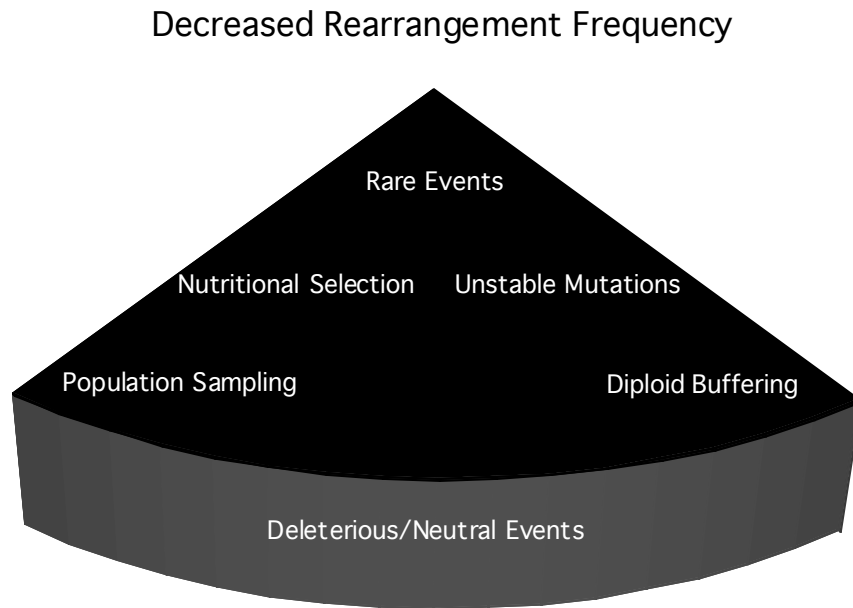 Decreased Rearrangement Frequency
Rare Events
Nutritional Selection Unstable Mutations
Population Sampling Diploid Buffering
Deleterious/Neutral Events